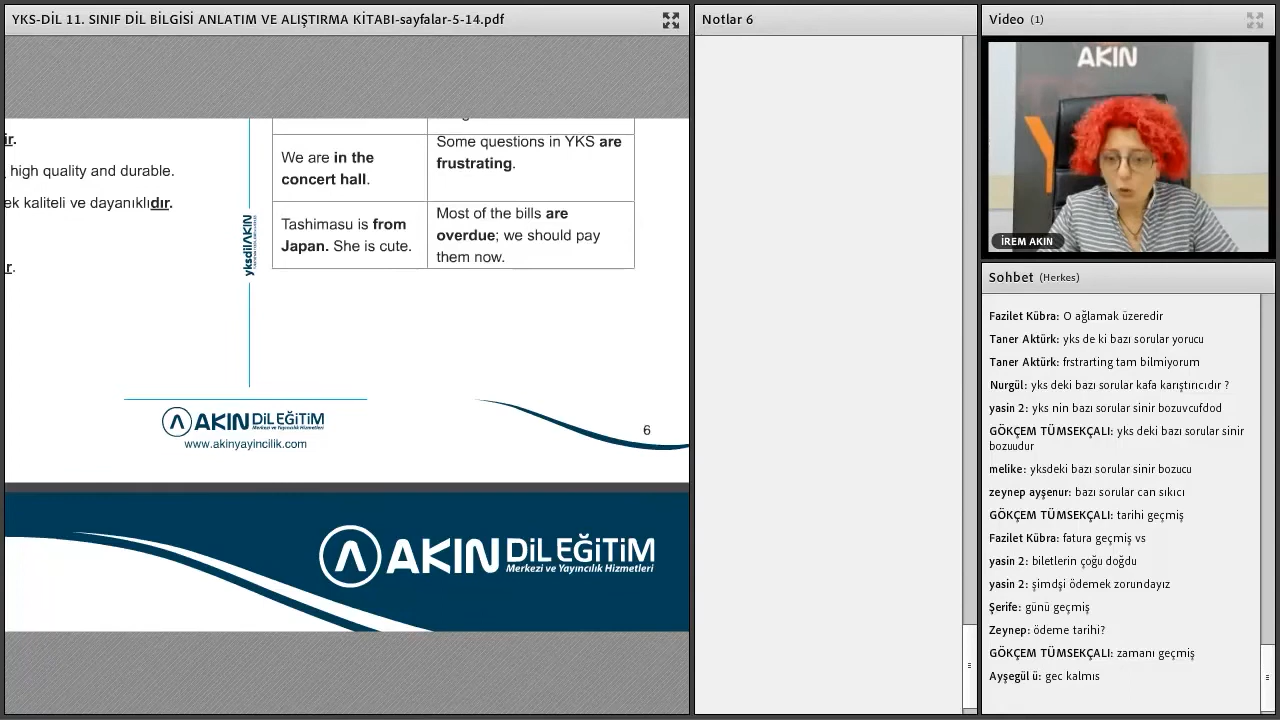 YKS-DİL 11. SINIF DİL BİLGİSİ ANLATIM VE ALIŞTIRMA KİTABI-sayfalar-5-14.pdf
ir.
high quality and durable.
ek kaliteli ve dayanıklıdır.
r.
yksdilAKIN
We are in the
concert hall.
Some questions in YKS are
frustrating.
Tashimasu is from
Japan. She is cute.
Most of the bills are
overdue; we should pay
them now.
AKIN DİL EĞİTİM
Merkezi ve Yayıncılık Hizmetleri
www.akinyayincilik.com
6
AKIN DİL EĞİTİM
Merkezi ve Yayıncılık Hizmetleri
Notlar 6
Video (1)
AKIN
Y
İREM AKIN
Sohbet (Herkes)
Fazilet Kübra: O ağlamak üzeredir
Taner Aktürk: yks de ki bazı sorular yorucu
Taner Aktürk: frstrarting tam bilmiyorum
Nurgül: yks deki bazı sorular kafa karıştırıcıdır ?
yasin 2: yks nin bazı sorular sinir bozuvcufdod
GÖKÇEM TÜMSEKÇALI: yks deki bazı sorular sinir
bozuudur
melike: yksdeki bazı sorular sinir bozucu
zeynep ayşenur: bazı sorular can sıkıcı
GÖKÇEM TÜMSEKÇALI: tarihi geçmiş
Fazilet Kübra: fatura geçmiş vs
yasin 2: biletlerin çoğu doğdu
yasin 2: şimdşi ödemek zorundayız
Şerife: günü geçmiş
Zeynep: ödeme tarihi?
GÖKÇEM TÜMSEKÇALI: zamanı geçmiş
Ayşegül ü: gec kalmıs